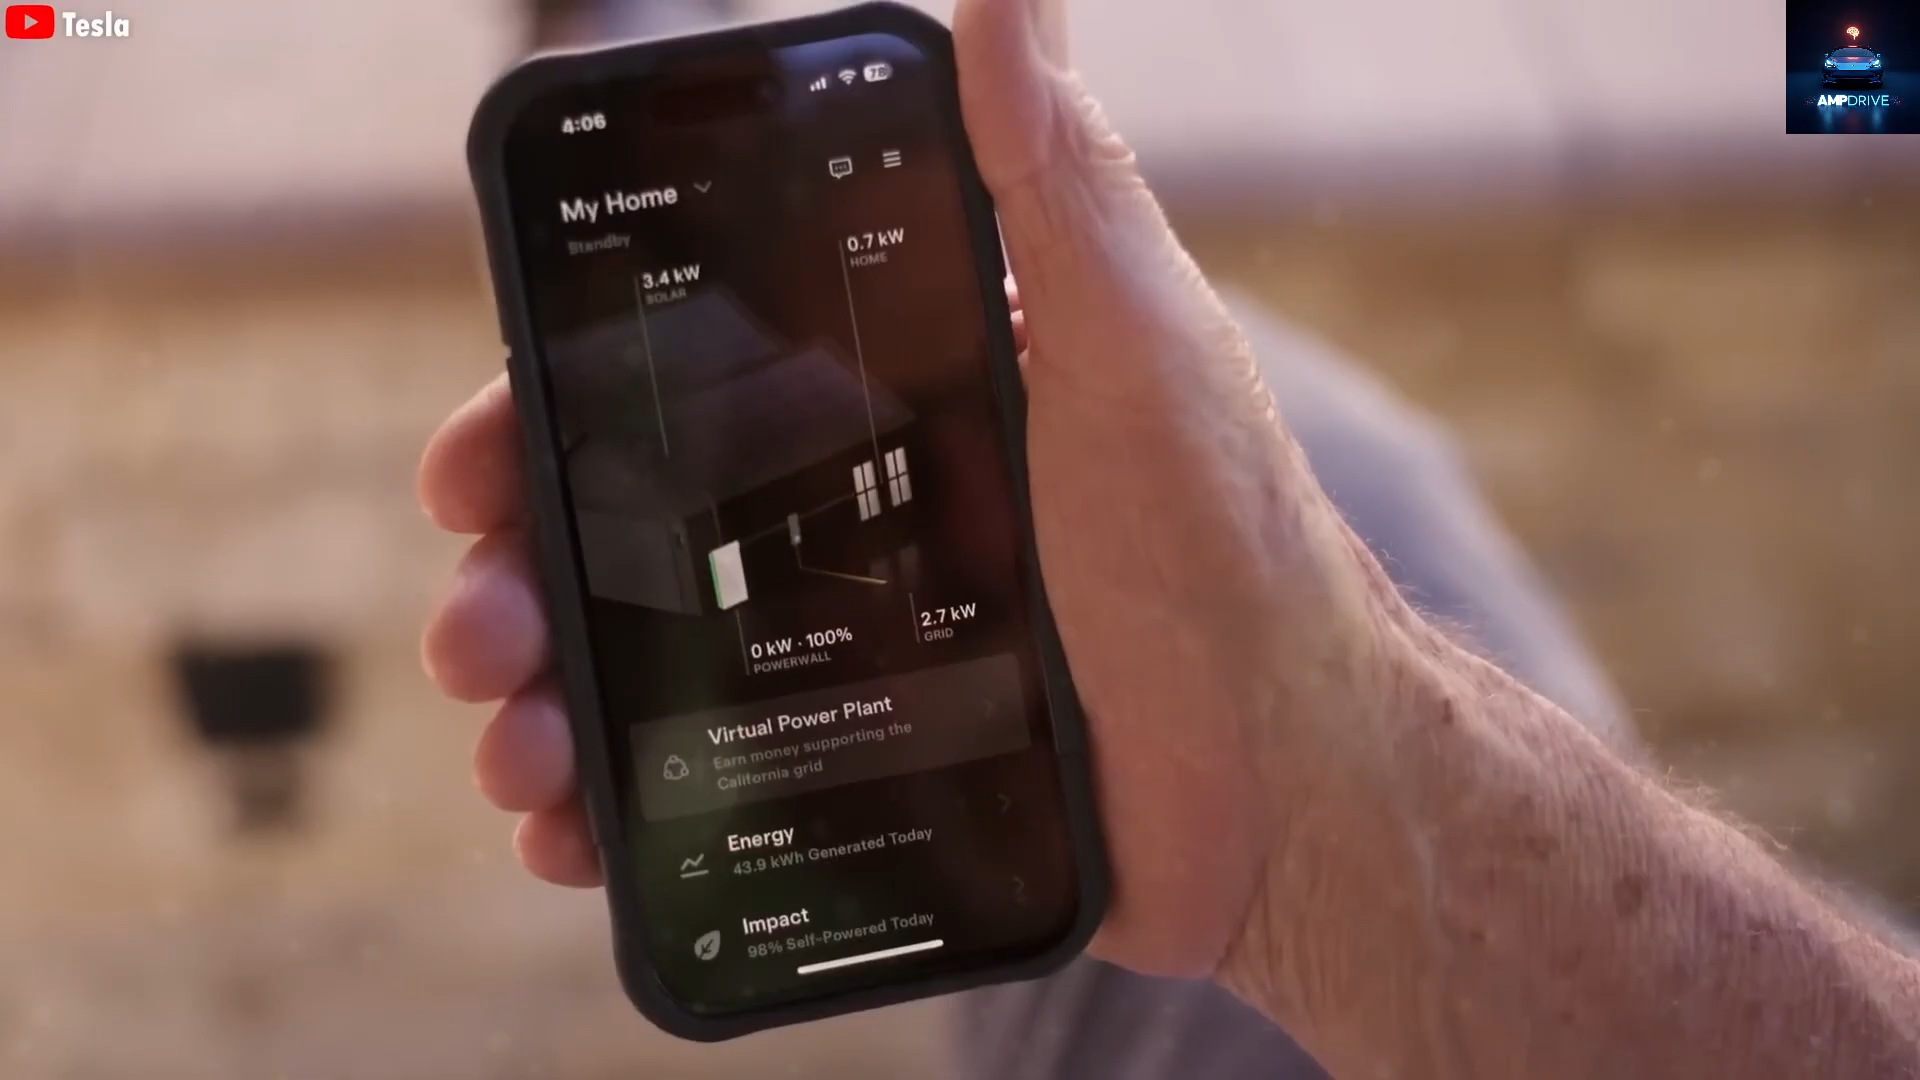 Tesla
AMPDRIVE
4:06
78
My Home
Standby
3.4 kW
SOLAR
0.7 kW
HOME
0 kW · 100%
POWERWALL
2.7 kW
GRID
Virtual Power Plant
Earn money supporting the
California grid
Energy
43.9 kWh Generated Today
Impact
98% Self-Powered Today